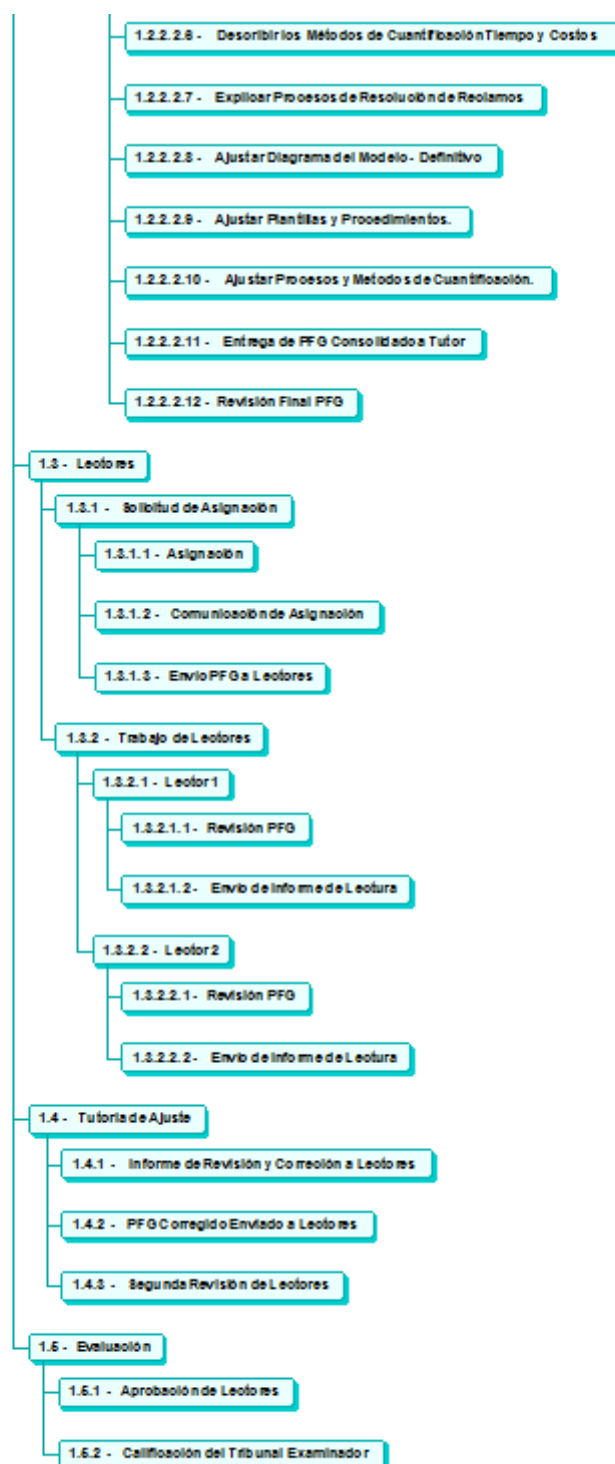 1.2.2.2.6 - Describir los Métodos de Cuantificación Tiempo y Costos
1.2.2.2.7 - Explicar Procesos de Resolución de Reclamos
1.2.2.2.8 - Ajustar Diagrama del Modelo - Definitivo
1.2.2.2.9 - Ajustar Plantillas y Procedimientos.
1.2.2.2.10 - Ajustar Procesos y Metodos de Cuantificación.
1.2.2.2.11 - Entrega de PFG Consolidado a Tutor
1.2.2.2.12 - Revisión Final PFG
1.3 - Lectores
1.3.1 - Solicitud de Asignación
1.3.1.1 - Asignación
1.3.1.2 - Comunicación de Asignación
1.3.1.3 - Envio PFG a Lectores
1.3.2 - Trabajo de Lectores
1.3.2.1 - Lector 1
1.3.2.1.1 - Revisión PFG
1.3.2.1.2 - Envio de Informe de Lectura
1.3.2.2 - Lector 2
1.3.2.2.1 - Revisión PFG
1.3.2.2.2 - Envio de Informe de Lectura
1.4 - Tutoria de Ajuste
1.4.1 - Informe de Revisión y Correción a Lectores
1.4.2 - PFG Corregido Enviado a Lectores
1.4.3 - Segunda Revisión de Lectores
1.5 - Evaluación
1.5.1 - Aprobación de Lectores
1.5.2 - Calificación del Tribunal Examinador